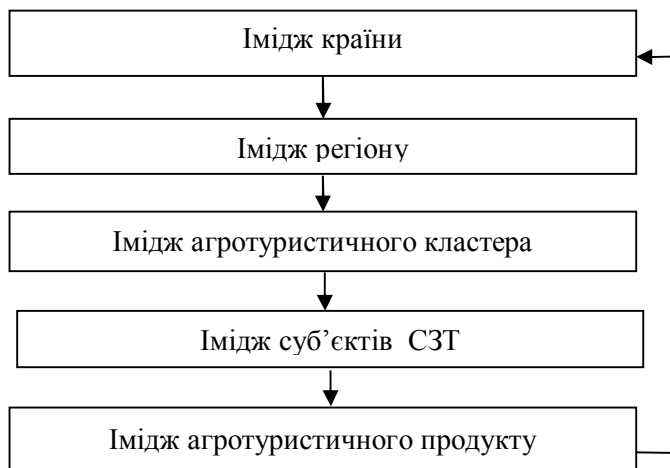 Імідж країни
Імідж регіону
Імідж агротуристичного кластера
Імідж суб’єктів СЗТ
Імідж агротуристичного продукту